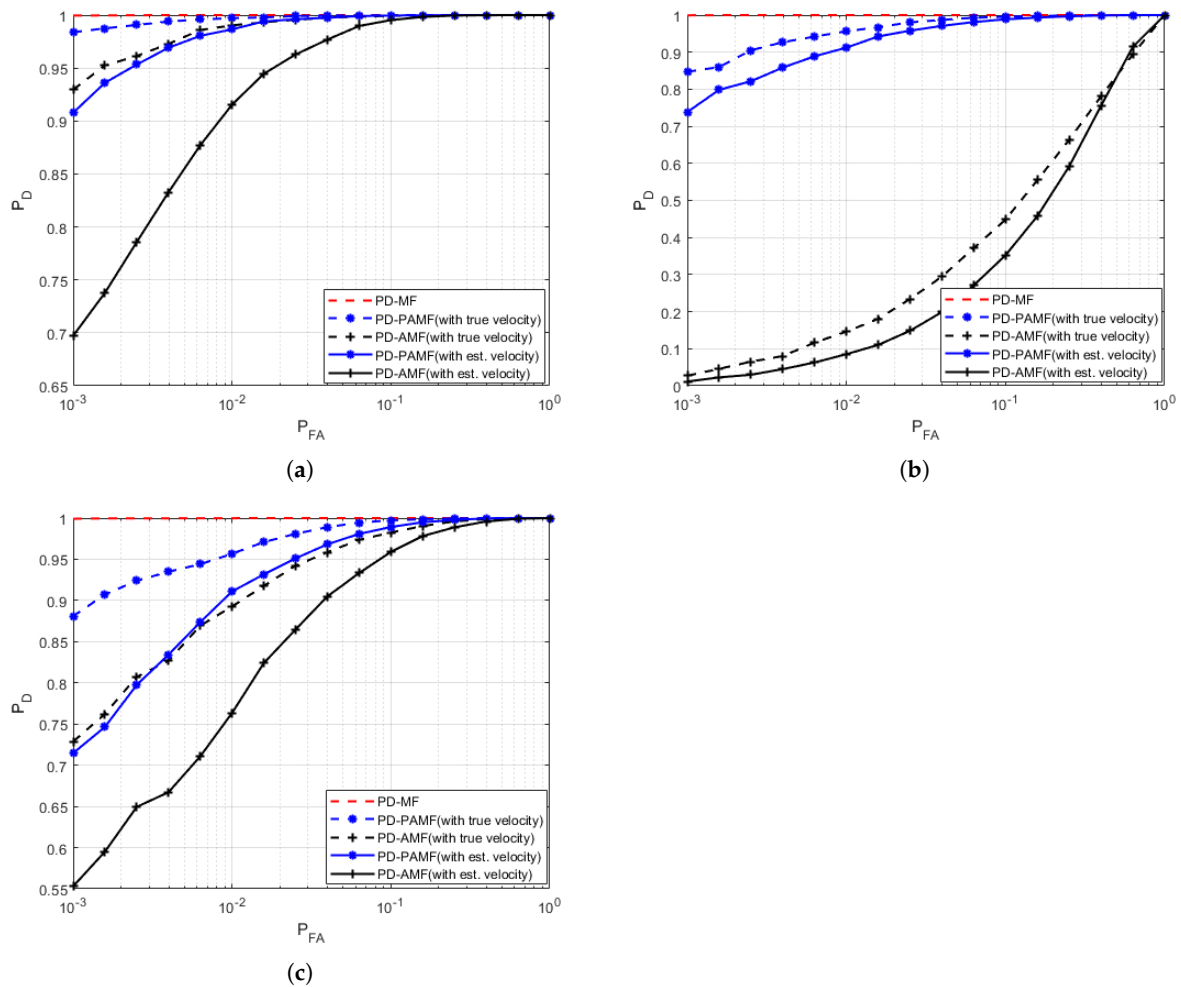 1
0.95
0.9
0.85
0.8
0.75
0.7
0.65
P_D
10^-3
10^-2
10^-1
10^0
P_FA
PD-MF
PD-PAMF(with true velocity)
PD-AMF(with true velocity)
PD-PAMF(with est. velocity)
PD-AMF(with est. velocity)
(a)
1
0.9
0.8
0.7
0.6
0.5
0.4
0.3
0.2
0.1
0
P_D
10^-3
10^-2
10^-1
10^0
P_FA
PD-MF
PD-PAMF(with true velocity)
PD-AMF(with true velocity)
PD-PAMF(with est. velocity)
PD-AMF(with est. velocity)
(b)
1
0.95
0.9
0.85
0.8
0.75
0.7
0.65
0.6
0.55
P_D
10^-3
10^-2
10^-1
10^0
P_FA
PD-MF
PD-PAMF(with true velocity)
PD-AMF(with true velocity)
PD-PAMF(with est. velocity)
PD-AMF(with est. velocity)
(c)